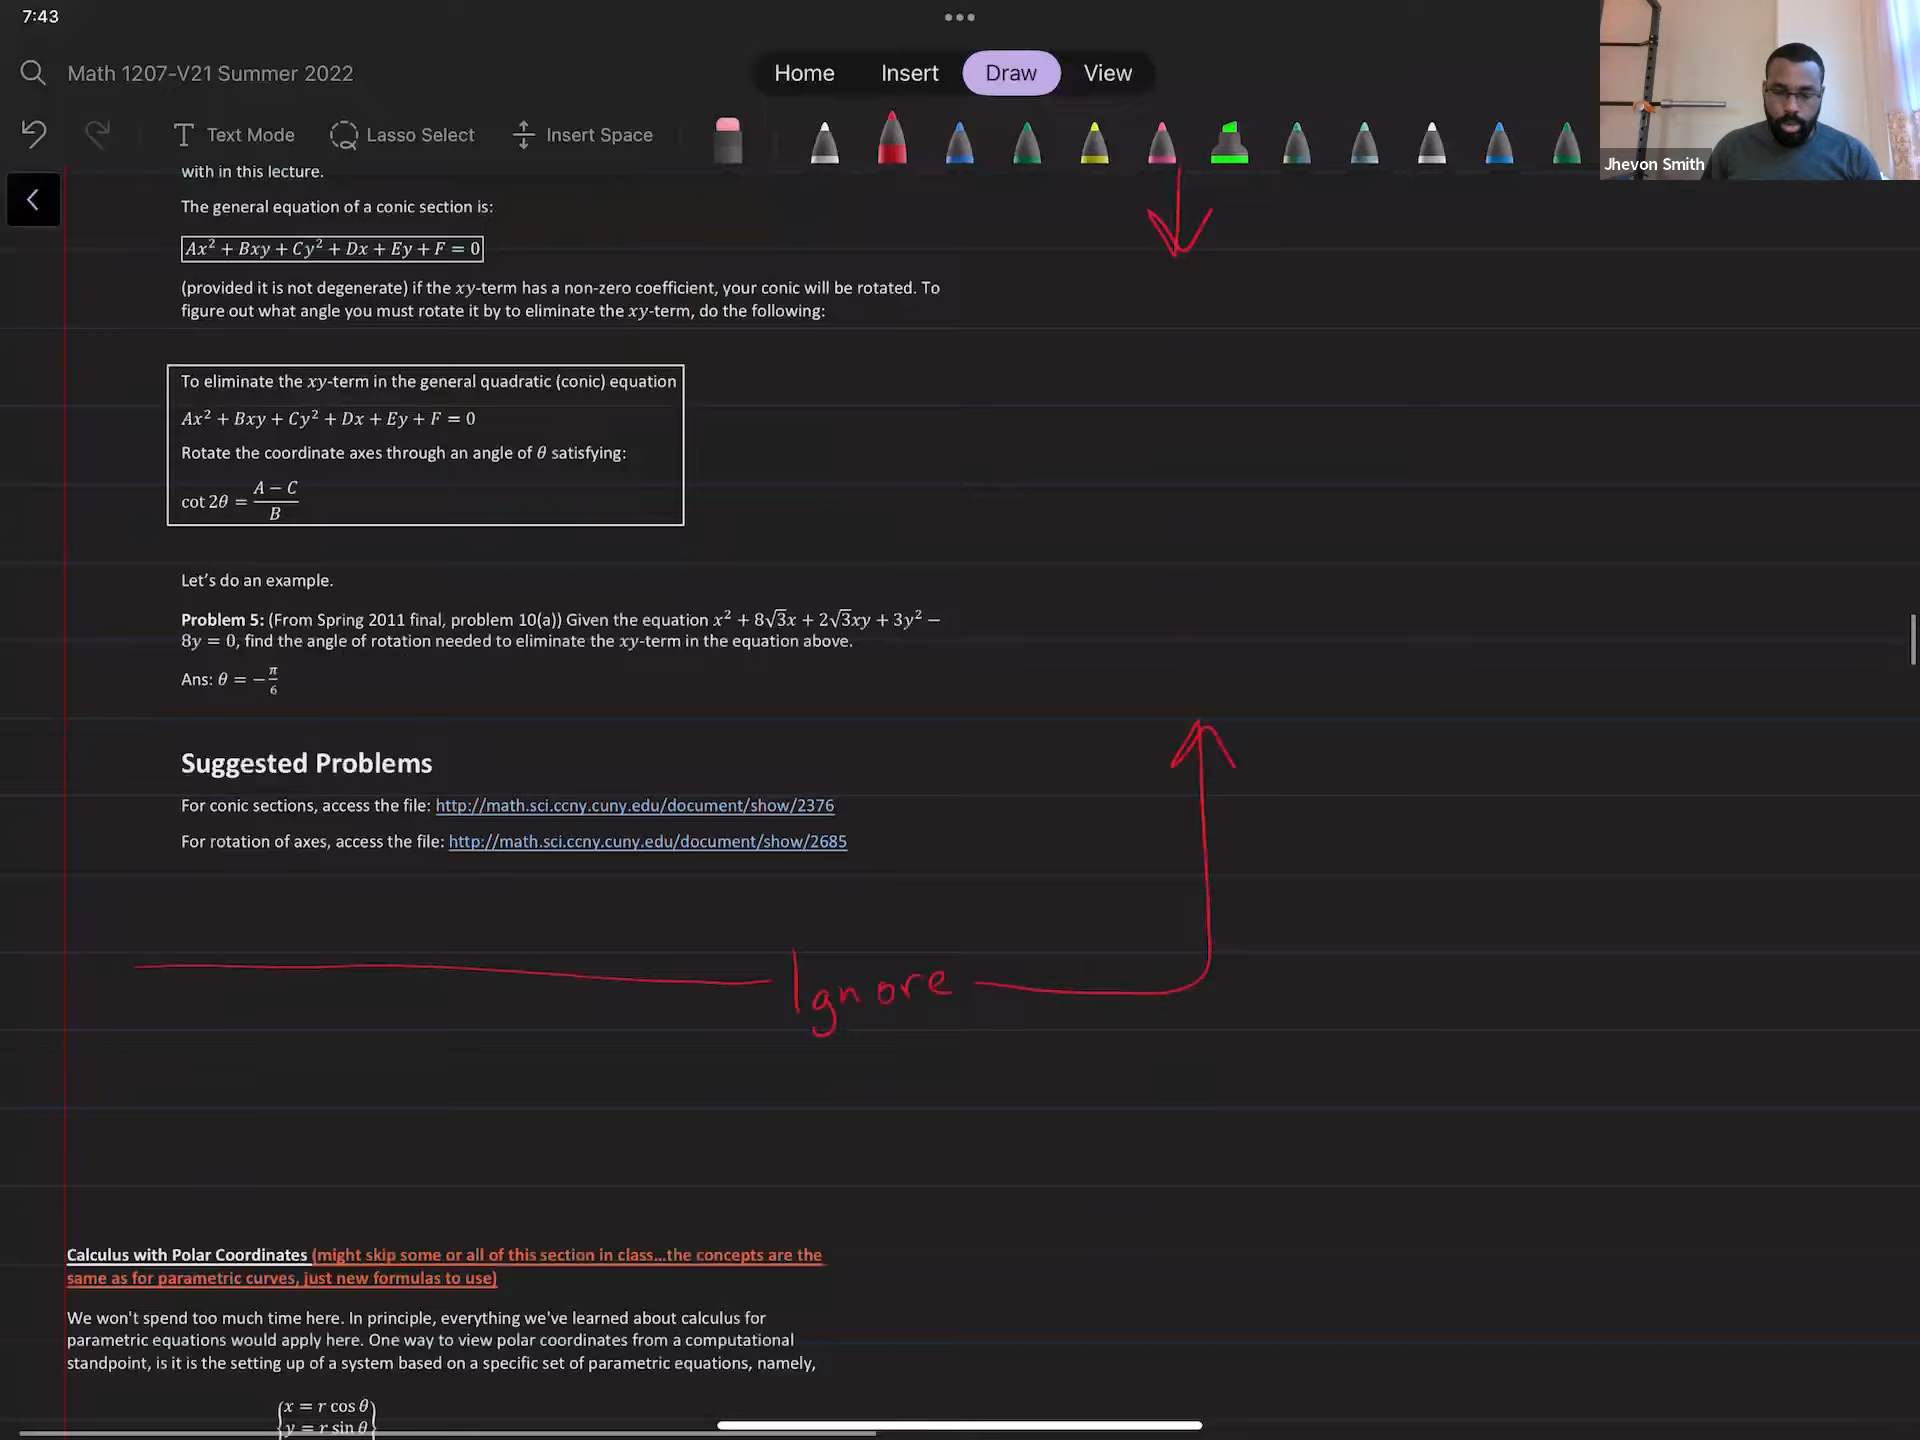 7:43
Math 1207-V21 Summer 2022
Home Insert Draw View
Text Mode Lasso Select Insert Space
Jhevon Smith
with in this lecture.
The general equation of a conic section is:
Ax² + Bxy + Cy² + Dx + Ey + F = 0
(provided it is not degenerate) if the xy-term has a non-zero coefficient, your conic will be rotated. To
figure out what angle you must rotate it by to eliminate the xy-term, do the following:
To eliminate the xy-term in the general quadratic (conic) equation
Ax² + Bxy + Cy² + Dx + Ey + F = 0
Rotate the coordinate axes through an angle of θ satisfying:
cot 2θ = (A − C)/B
Let's do an example.
Problem 5: (From Spring 2011 final, problem 10(a)) Given the equation x² + 8√3x + 2√3xy + 3y² −
8y = 0, find the angle of rotation needed to eliminate the xy-term in the equation above.
Ans: θ = −π/6
Suggested Problems
For conic sections, access the file: http://math.sci.ccny.cuny.edu/document/show/2376
For rotation of axes, access the file: http://math.sci.ccny.cuny.edu/document/show/2685
Ignore
Calculus with Polar Coordinates (might skip some or all of this section in class...the concepts are the
same as for parametric curves, just new formulas to use)
We won't spend too much time here. In principle, everything we've learned about calculus for
parametric equations would apply here. One way to view polar coordinates from a computational
standpoint, is it is the setting up of a system based on a specific set of parametric equations, namely,
{x = r cos θ}
{y = r sin θ}